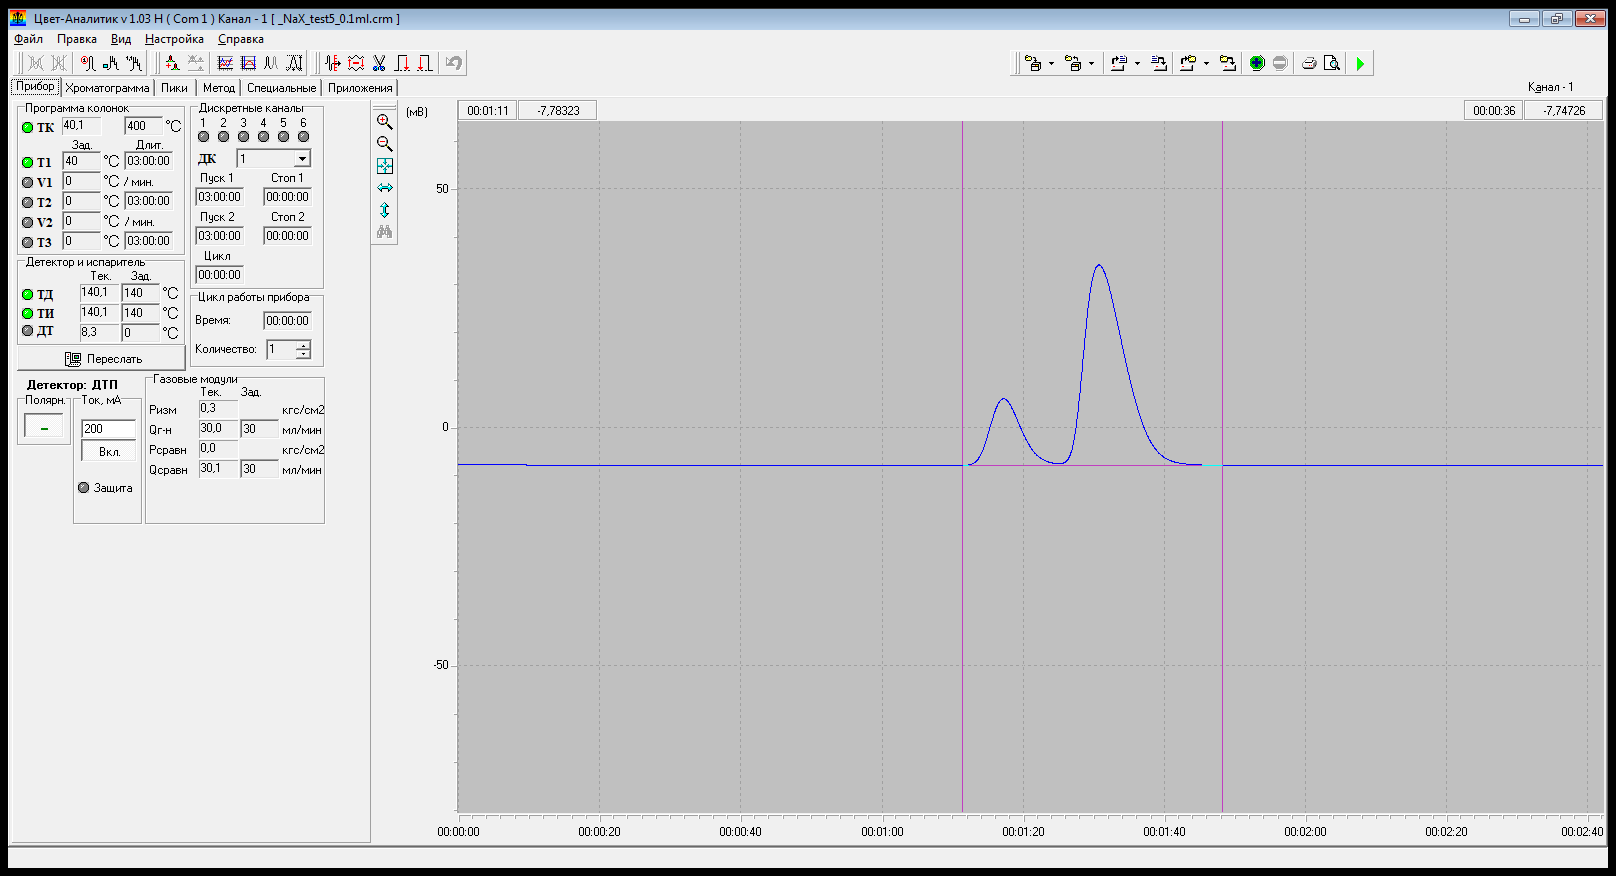 Цвет-Аналитик v 1.03 H ( Com 1 ) Канал - 1 [ _NaX_test5_0.1ml.crm ]
Файл Правка Вид Настройка Справка
Прибор Хроматограмма Пики Метод Специальные Приложения Канал - 1
Программа колонок
ТК 40,1 400 °C
Зад. Длит.
T1 40 °C 03:00:00
V1 0 °C / мин.
T2 0 °C 03:00:00
V2 0 °C / мин.
T3 0 °C 03:00:00
Детектор и испаритель
Тек. Зад.
ТД 140,1 140 °C
ТИ 140,1 140 °C
ДТ 8,3 0 °C
Переслать
Дискретные каналы
1 2 3 4 5 6
ДК 1
Пуск 1 Стоп 1
03:00:00 00:00:00
Пуск 2 Стоп 2
03:00:00 00:00:00
Цикл
00:00:00
Цикл работы прибора
Время: 00:00:00
Количество: 1
Детектор: ДТП
Полярн.
-
Ток, мА
200
Вкл.
Защита
Газовые модули
Тек. Зад.
Pизм 0,3 кгс/см2
Qг-н 30,0 30 мл/мин
Pсравн 0,0 кгс/см2
Qсравн 30,1 30 мл/мин
(мВ) 00:01:11 -7,78323 00:00:36 -7,74726
50
0
-50
00:00:00 00:00:20 00:00:40 00:01:00 00:01:20 00:01:40 00:02:00 00:02:20 00:02:40